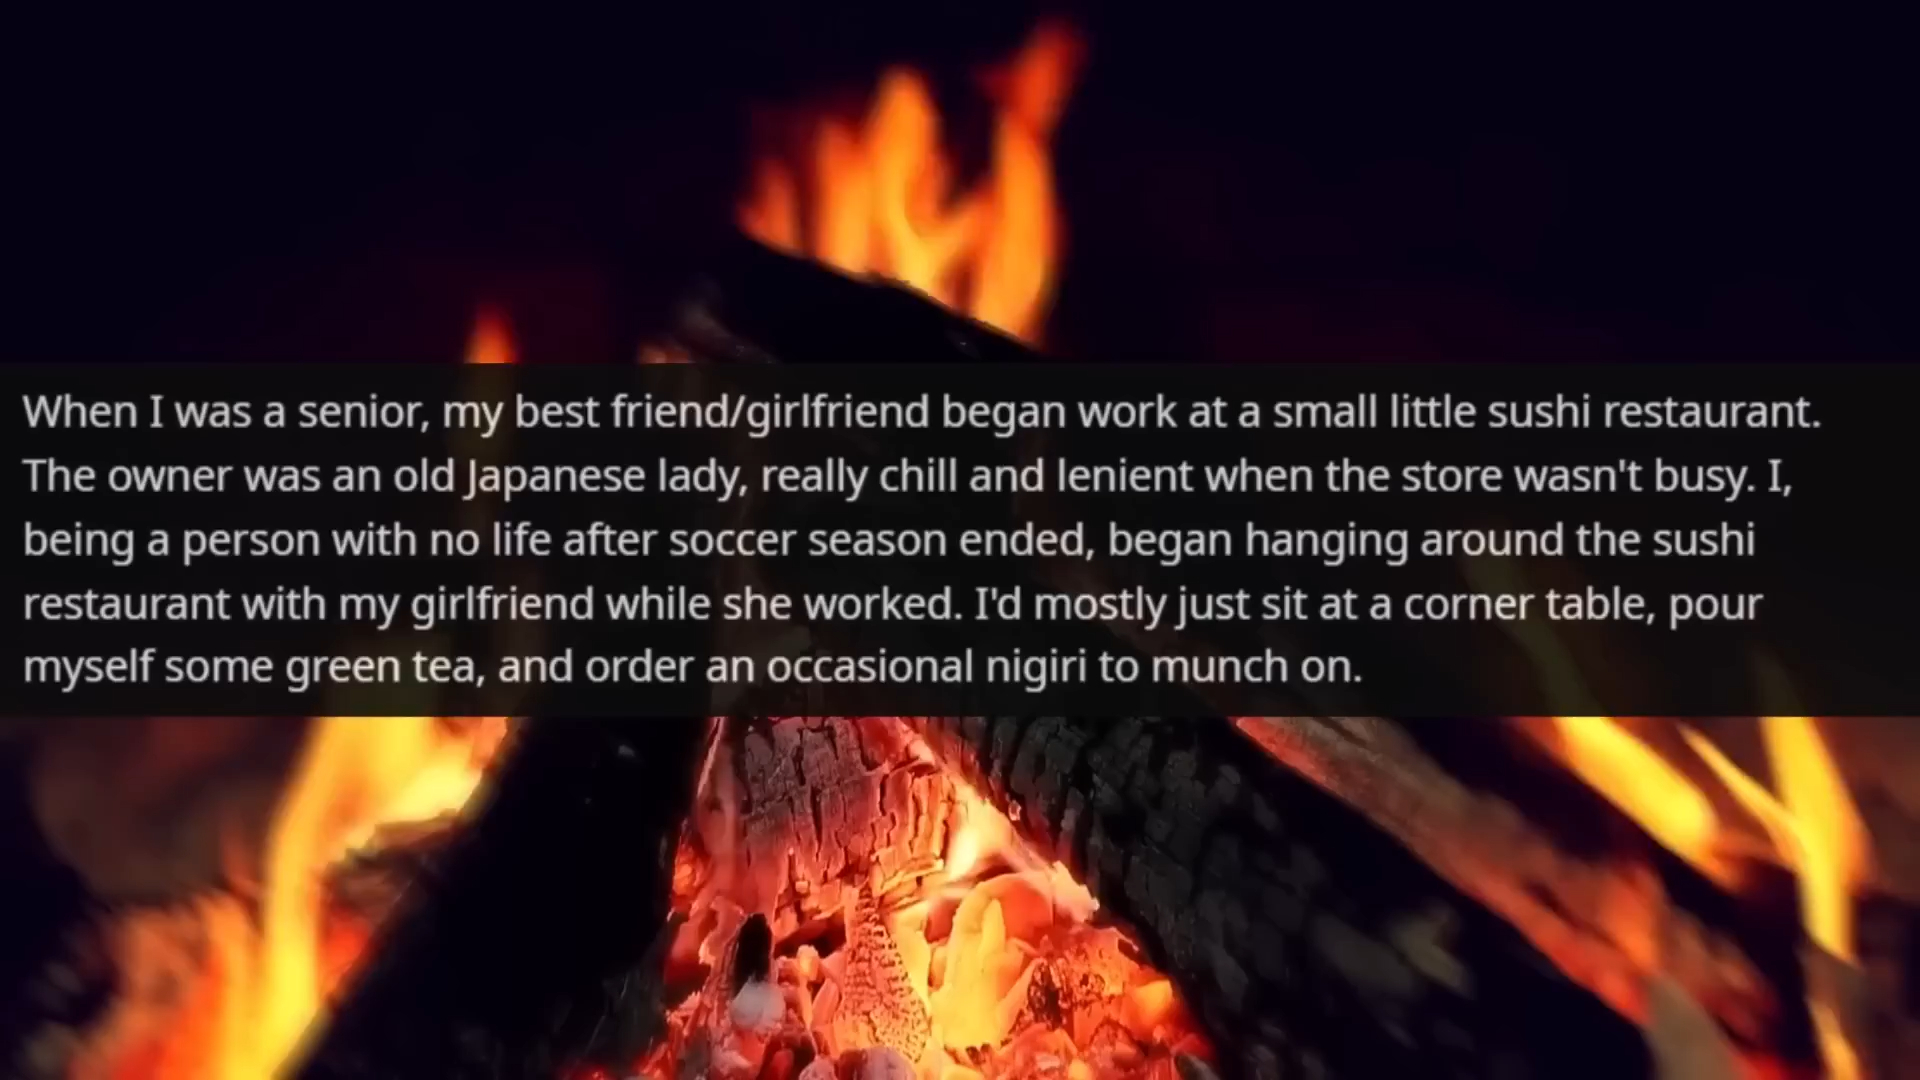 When I was a senior, my best friend/girlfriend began work at a small little sushi restaurant.
The owner was an old Japanese lady, really chill and lenient when the store wasn't busy. I,
being a person with no life after soccer season ended, began hanging around the sushi
restaurant with my girlfriend while she worked. I'd mostly just sit at a corner table, pour
myself some green tea, and order an occasional nigiri to munch on.